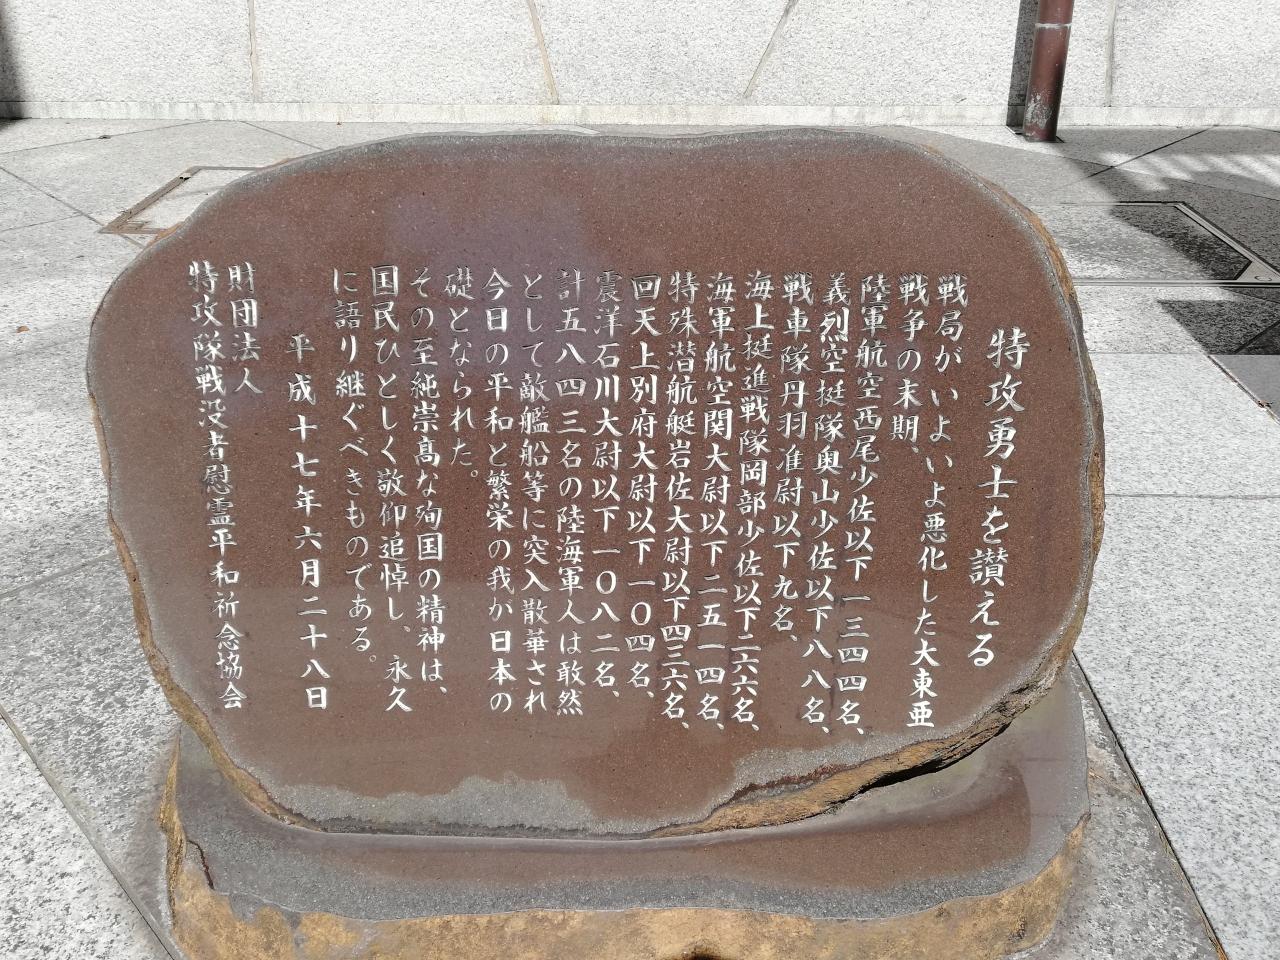 特攻勇士を讃える
戦局がいよいよ悪化した大東亜
戦争の末期、
陸軍航空西尾少佐以下一三四四名、
義烈空挺隊奥山少佐以下八八名、
戦車隊丹羽准尉以下九名、
海上挺進戦隊岡部少佐以下二六六名、
海軍航空関大尉以下二五一四名、
特殊潜航艇岩佐大尉以下四三六名、
回天上別府大尉以下一〇四名、
震洋石川大尉以下一〇八二名、
計五八四三名の陸海軍人は敢然
として敵艦船等に突入散華され
今日の平和と繁栄の我が日本の
礎となられた。
その至純崇高な殉国の精神は、
国民ひとしく敬仰追悼し、永久
に語り継ぐべきものである。
平成十七年六月二十八日
財団法人
特攻隊戦没者慰霊平和祈念協会